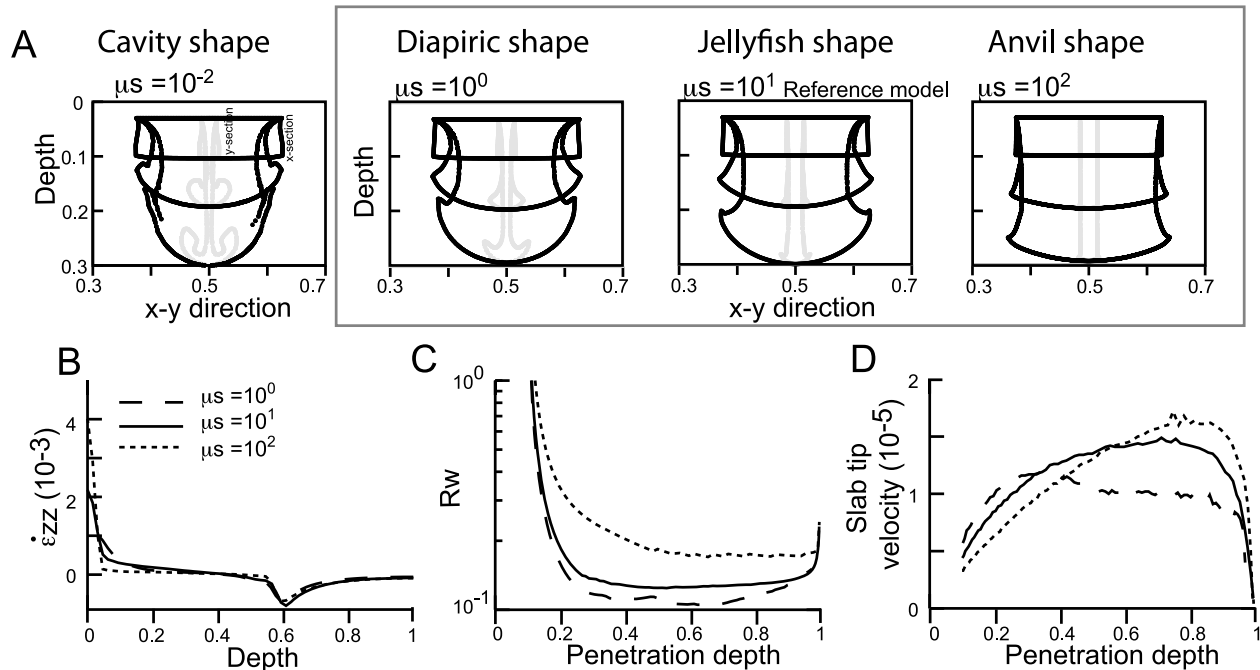 A
Cavity shape
Diapiric shape
Jellyfish shape
Anvil shape
μs =10⁻²
μs =10⁰
μs =10¹ Reference model
μs =10²
Depth
0
0.1
0.2
0.3
y-section
x-section
0.3
0.5
0.7
x-y direction
Depth
0.3
0.5
0.7
0.3
0.5
0.7
x-y direction
0.3
0.5
0.7
B
ε̇zz (10-3)
4
2
0
μs =10⁰
μs =10¹
μs =10²
0
0.2
0.4
0.6
0.8
1
Depth
C
Rw
10⁰
10⁻¹
0
0.2
0.4
0.6
0.8
1
Penetration depth
D
Slab tip
velocity (10-5)
2
1
0
0
0.2
0.4
0.6
0.8
1
Penetration depth